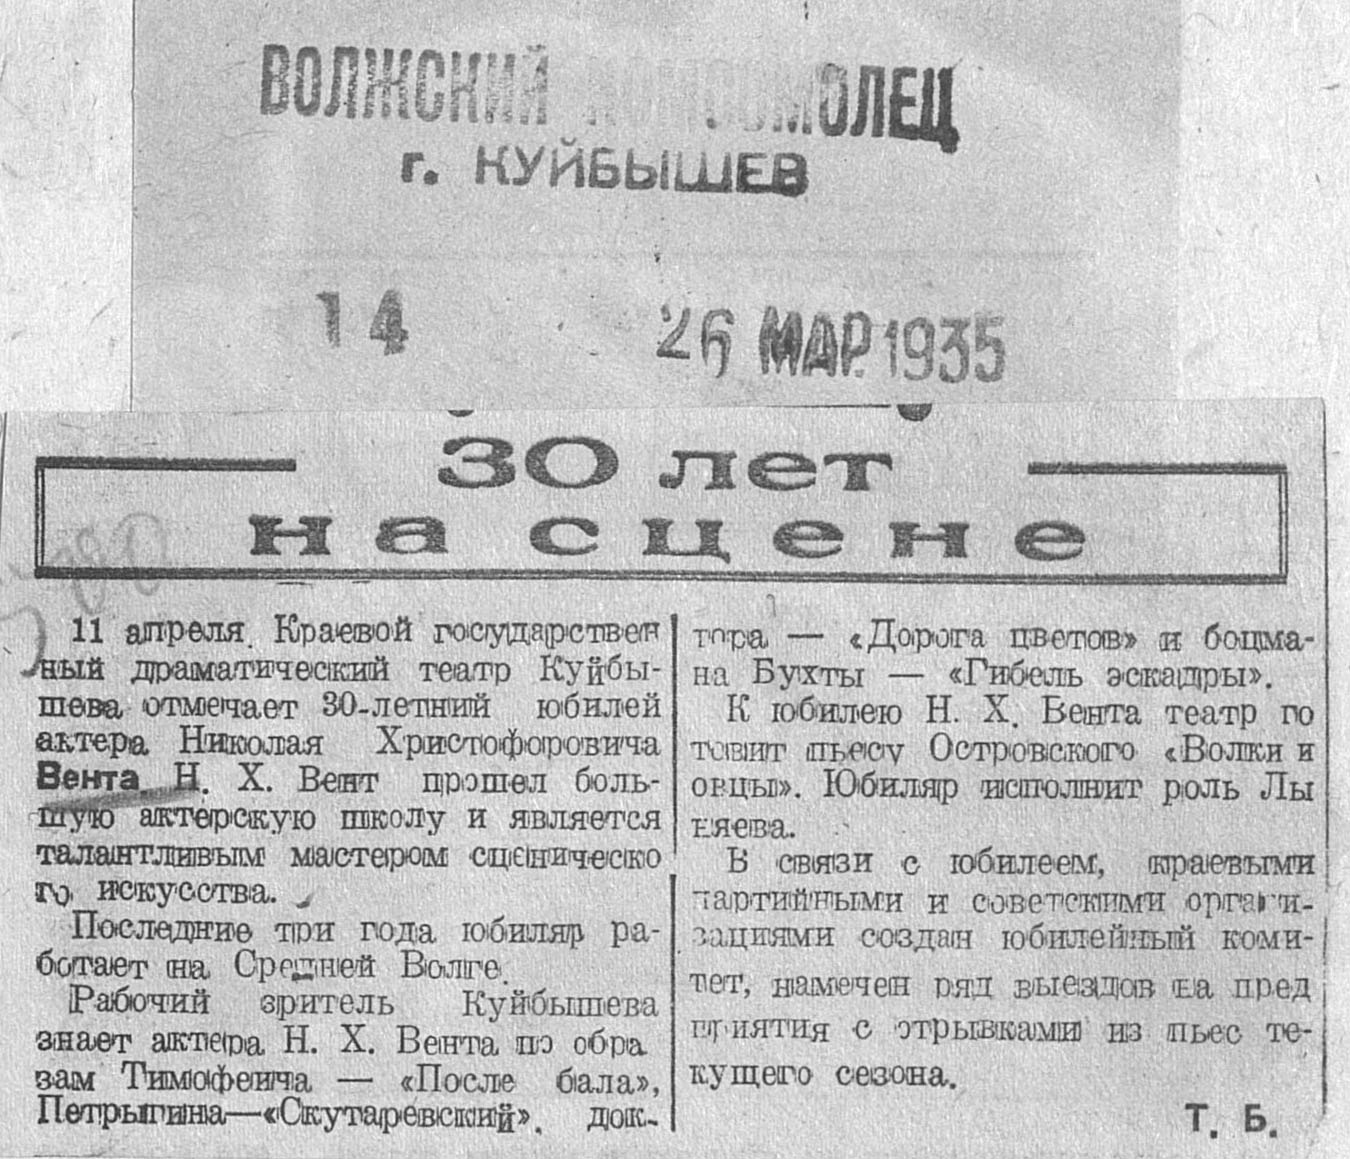 ВОЛЖСКИЙ КОМСОМОЛЕЦ
г. КУЙБЫШЕВ
14 26 МАР. 1935
30 лет
на сцене
11 апреля Краевой государствен
ный драматический театр Куйбы-
шева отмечает 30-летний юбилей
актера Николая Христофоровича
Вента. Н. Х. Вент прошел боль-
шую актерскую школу и является
талантливым мастером сценическо
го искусства.
Последние три года юбиляр ра-
ботает на Средней Волге.
Рабочий зритель Куйбышева
знает актера Н. Х. Вента по обра
зам Тимофеича — «После бала»,
Петрыгина—«Скутаревский», док-
тора — «Дорога цветов» и боцма-
на Бухты — «Гибель эскадры».
К юбилею Н. Х. Вента театр го
товит пьесу Островского «Волки и
овцы». Юбиляр исполнит роль Лы
няева.
В связи с юбилеем, краевыми
партийными и советскими органи-
зациями создан юбилейный коми-
тет, намечен ряд выездов на пред
приятия с отрывками из пьес те-
кущего сезона.
Т. Б.